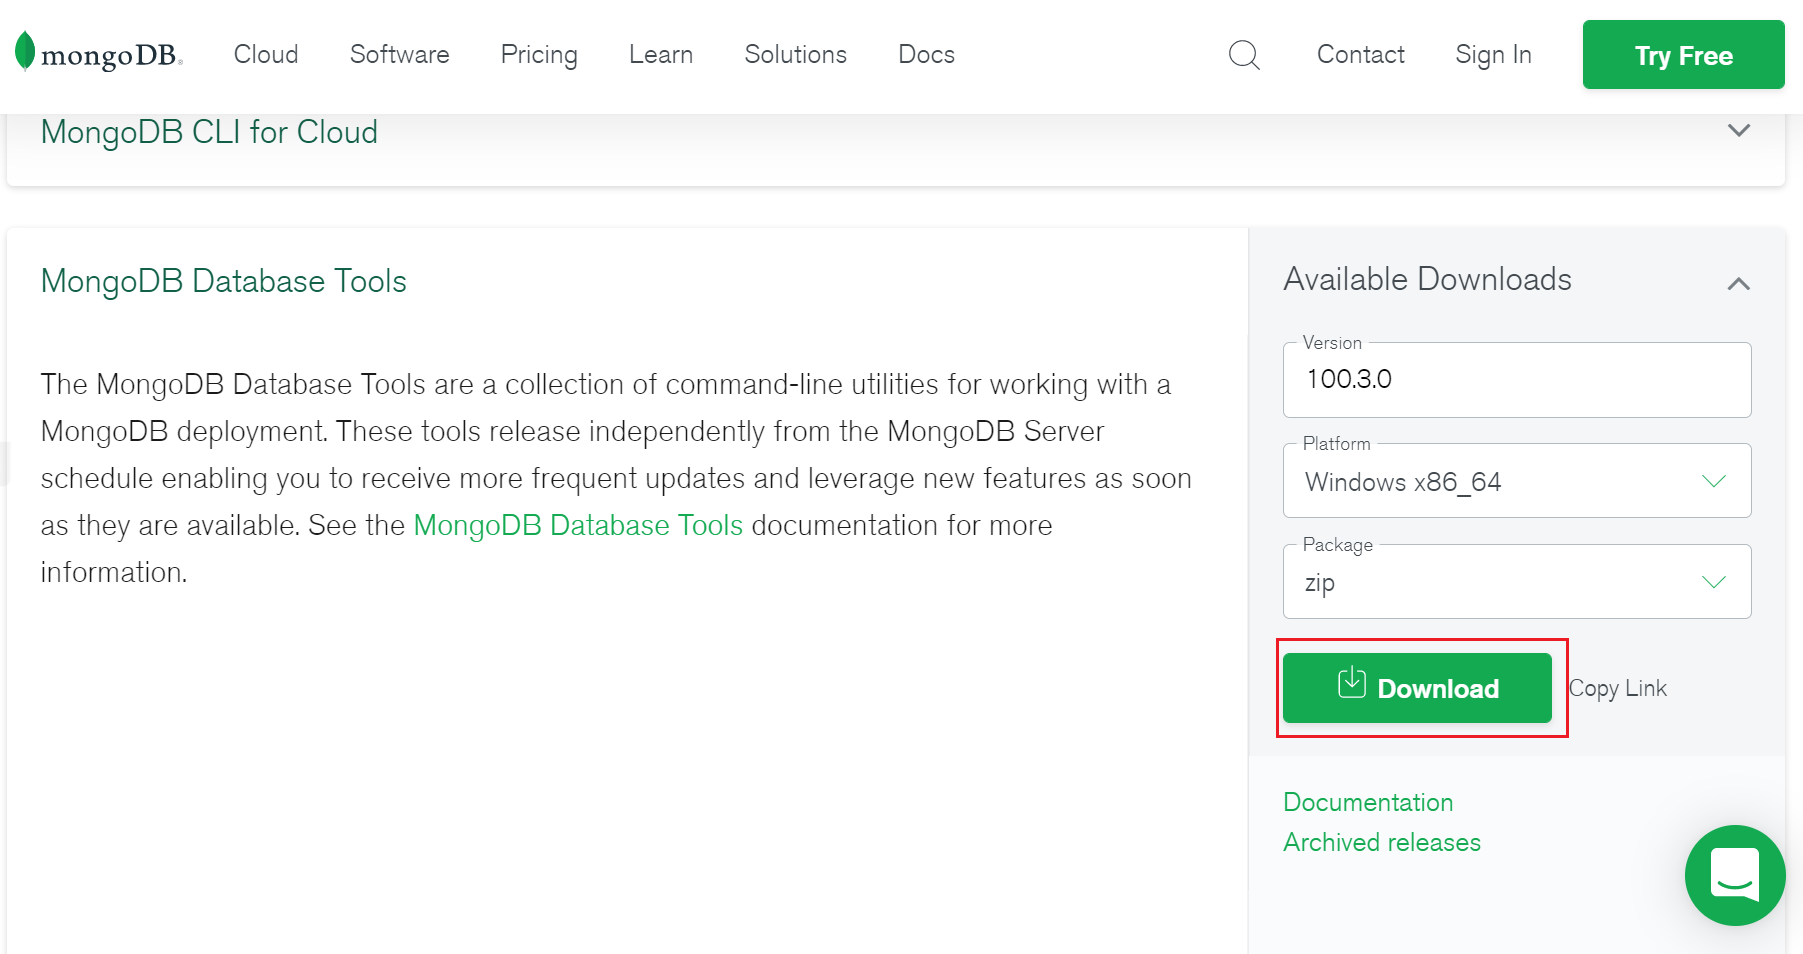 mongoDB®
Cloud
Software
Pricing
Learn
Solutions
Docs
Contact
Sign In
Try Free
MongoDB CLI for Cloud
MongoDB Database Tools
The MongoDB Database Tools are a collection of command-line utilities for working with a
MongoDB deployment. These tools release independently from the MongoDB Server
schedule enabling you to receive more frequent updates and leverage new features as soon
as they are available. See the MongoDB Database Tools documentation for more
information.
Available Downloads
Version
100.3.0
Platform
Windows x86_64
Package
zip
Download
Copy Link
Documentation
Archived releases